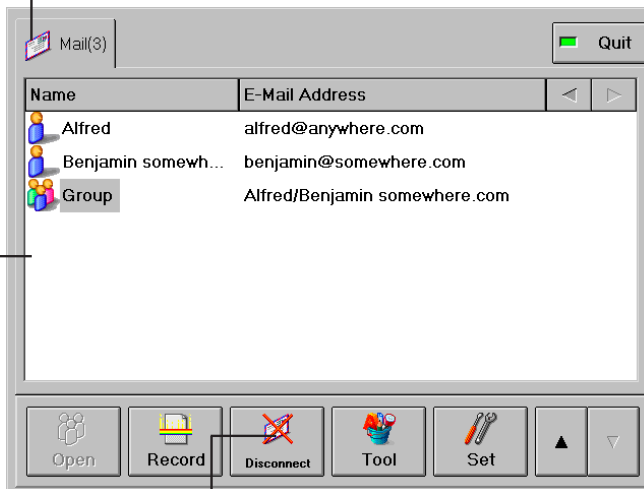 Mail(3)
Quit
Name E-Mail Address
Alfred alfred@anywhere.com
Benjamin somewh... benjamin@somewhere.com
Group Alfred/Benjamin somewhere.com
Open Record Disconnect Tool Set